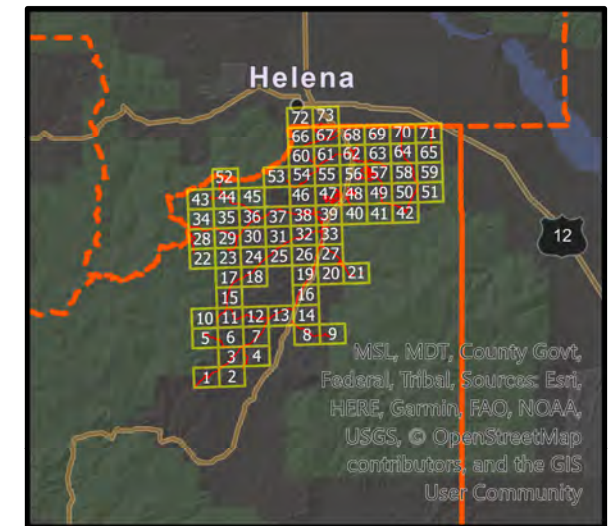 Helena
72 73
66 67 68 69 70 71
60 61 62 63 64 65
52 53 54 55 56 57 58 59
43 44 45 46 47 48 49 50 51
34 35 36 37 38 39 40 41 42
28 29 30 31 32 33
12
22 23 24 25 26 27
17 18 19 20 21
15 16
10 11 12 13 14
5 6 7 8 9
3 4
1 2
MSL, MDT, County Govt,
Federal, Tribal, Sources: Esri,
HERE, Garmin, FAO, NOAA,
USGS, © OpenStreetMap
contributors, and the GIS
User Community